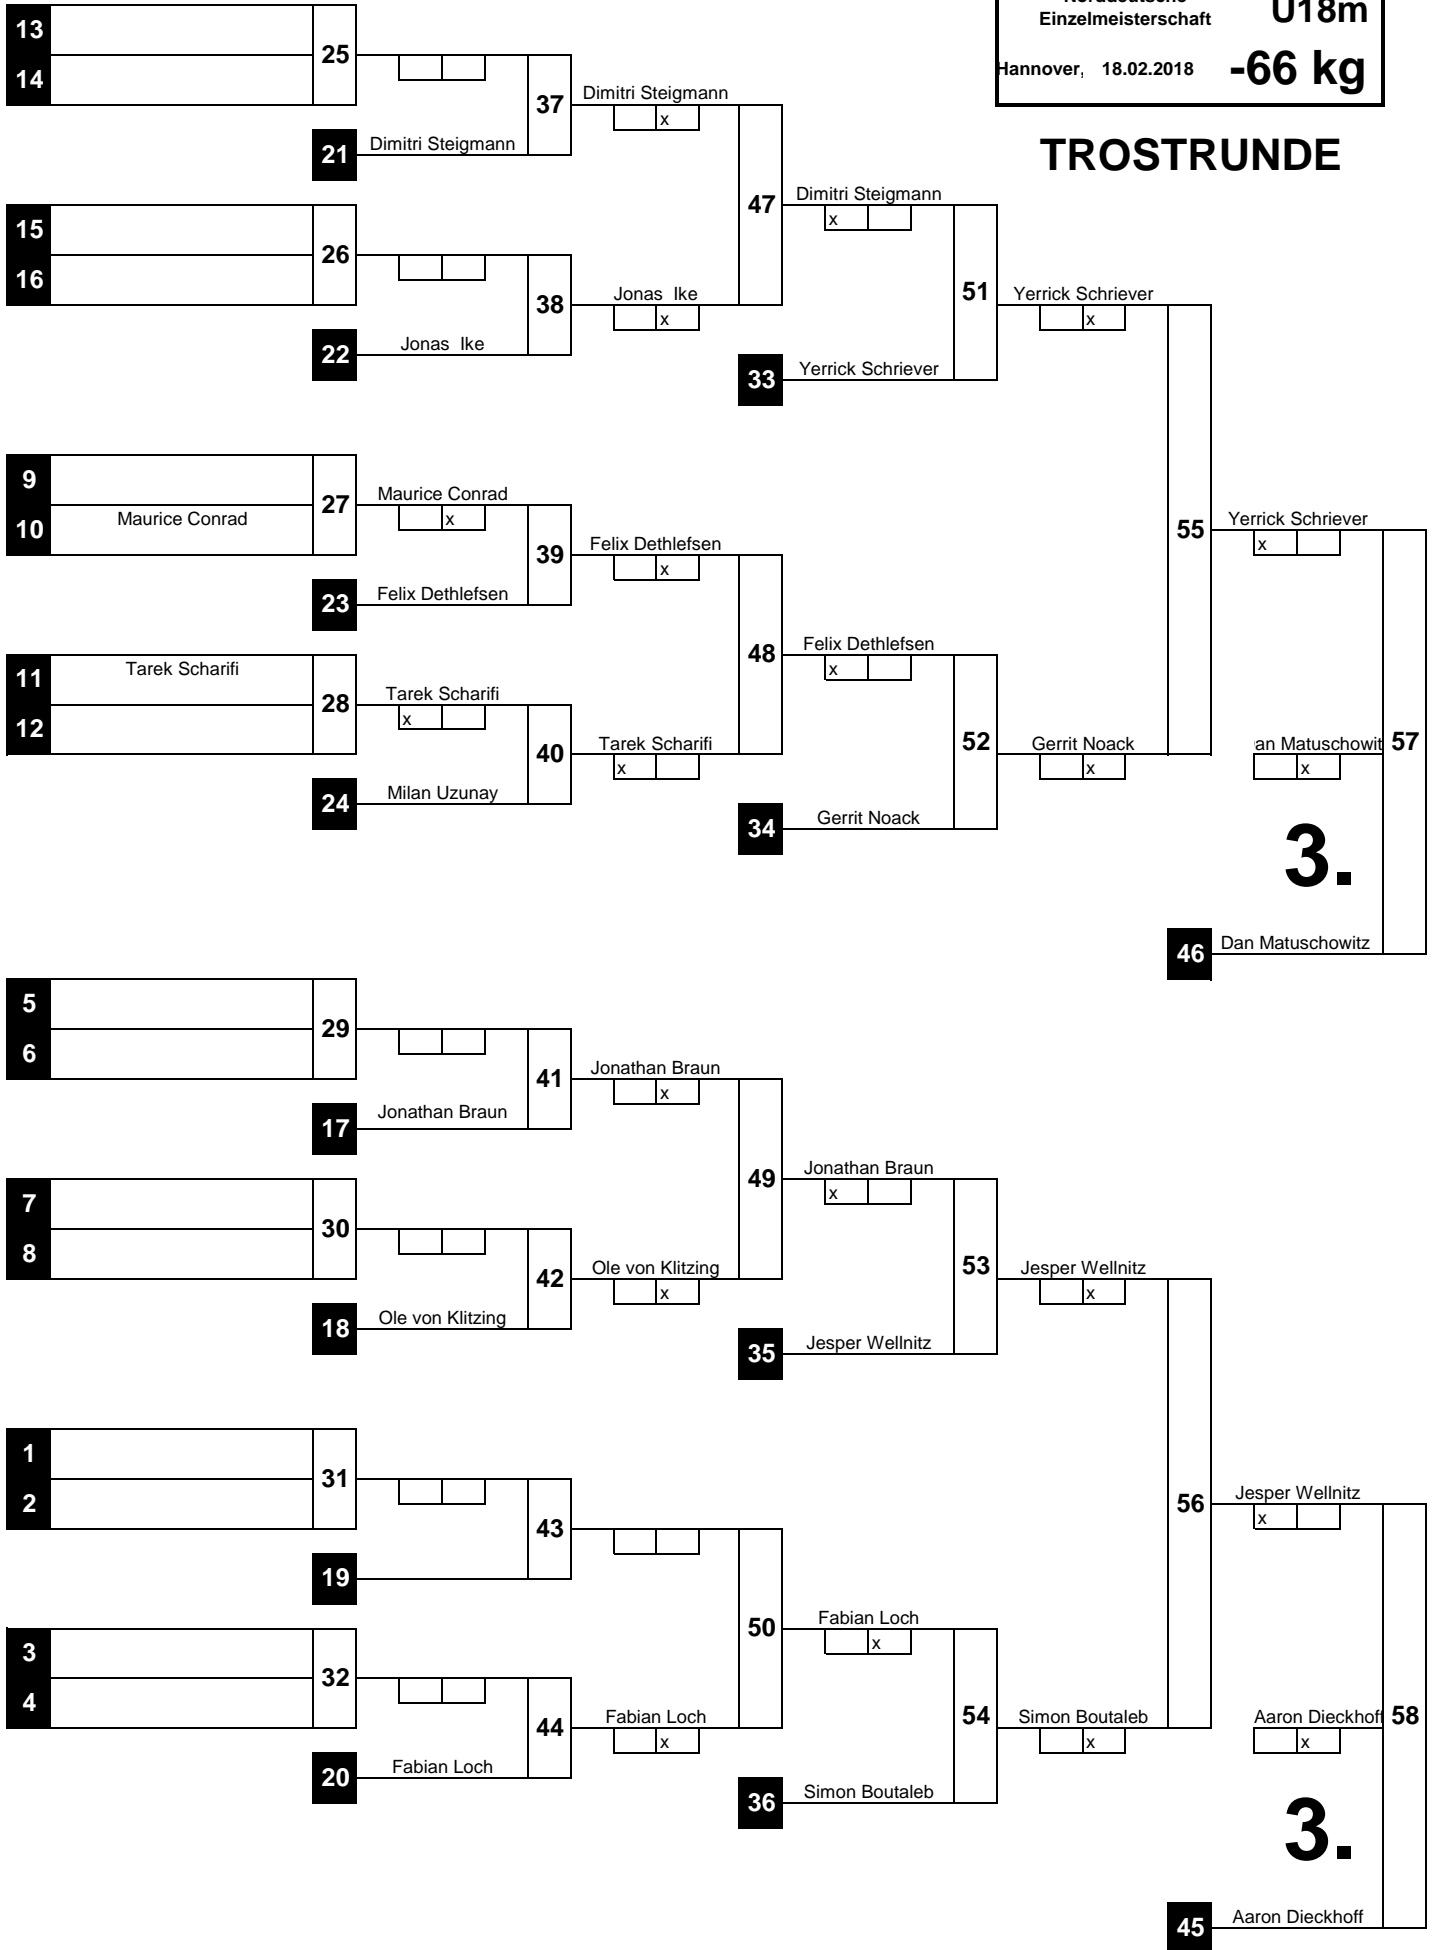 Norddeutsche
Einzelmeisterschaft
U18m
Hannover, 18.02.2018
-66 kg
TROSTRUNDE
13
14
25
37
Dimitri Steigmann
x
21
Dimitri Steigmann
47
Dimitri Steigmann
x
15
16
26
38
Jonas Ike
x
22
Jonas Ike
51
Yerrick Schriever
x
33
Yerrick Schriever
9
10
Maurice Conrad
27
Maurice Conrad
x
39
Felix Dethlefsen
x
23
Felix Dethlefsen
55
Yerrick Schriever
x
48
Felix Dethlefsen
x
11
12
Tarek Scharifi
28
Tarek Scharifi
x
40
Tarek Scharifi
x
24
Milan Uzunay
52
Gerrit Noack
x
34
Gerrit Noack
an Matuschowit
x
57
3.
46
Dan Matuschowitz
5
6
29
41
Jonathan Braun
x
17
Jonathan Braun
49
Jonathan Braun
x
7
8
30
42
Ole von Klitzing
x
18
Ole von Klitzing
53
Jesper Wellnitz
x
35
Jesper Wellnitz
1
2
31
43
19
56
Jesper Wellnitz
x
50
Fabian Loch
x
3
4
32
44
Fabian Loch
x
20
Fabian Loch
54
Simon Boutaleb
x
36
Simon Boutaleb
Aaron Dieckhoff
x
58
3.
45
Aaron Dieckhoff